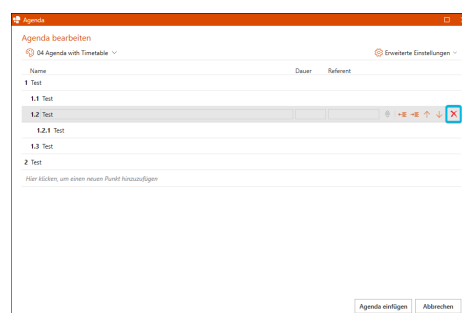 Agenda
Agenda bearbeiten
04 Agenda with Timetable
Erweiterte Einstellungen
Name Dauer Referent
1 Test
1.1 Test
1.2 Test
1.2.1 Test
1.3 Test
2 Test
Hier klicken, um einen neuen Punkt hinzuzufügen
Agenda einfügen Abbrechen